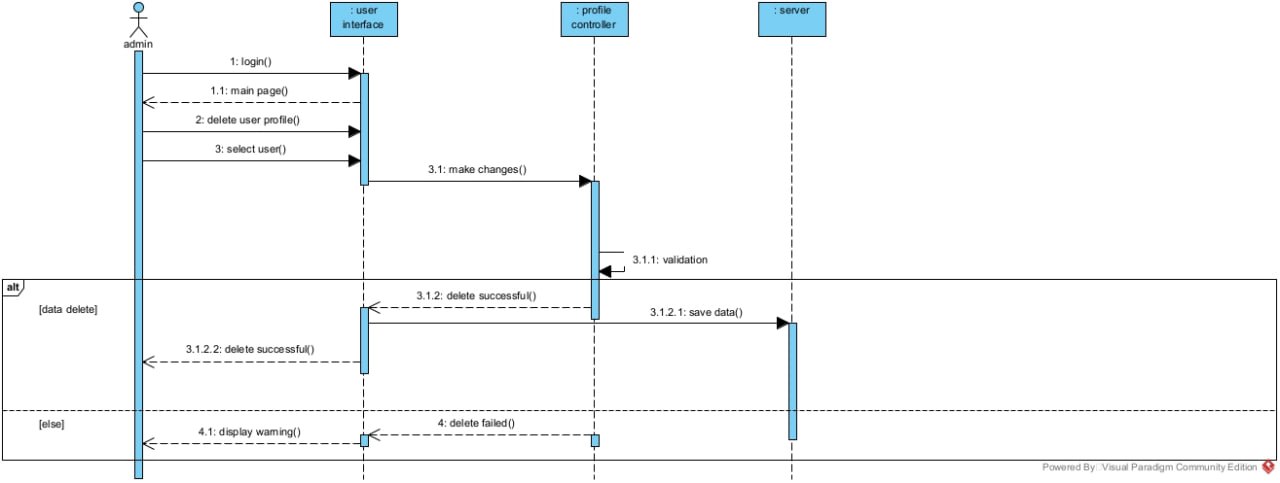 : user
interface
: profile
controller
: server
admin
1: login()
1.1: main page()
2: delete user profile()
3: select user()
3.1: make changes()
3.1.1: validation
alt
[data delete]
3.1.2: delete successful()
3.1.2.1: save data()
3.1.2.2: delete successful()
[else]
4: delete failed()
4.1: display warning()
Powered By Visual Paradigm Community Edition